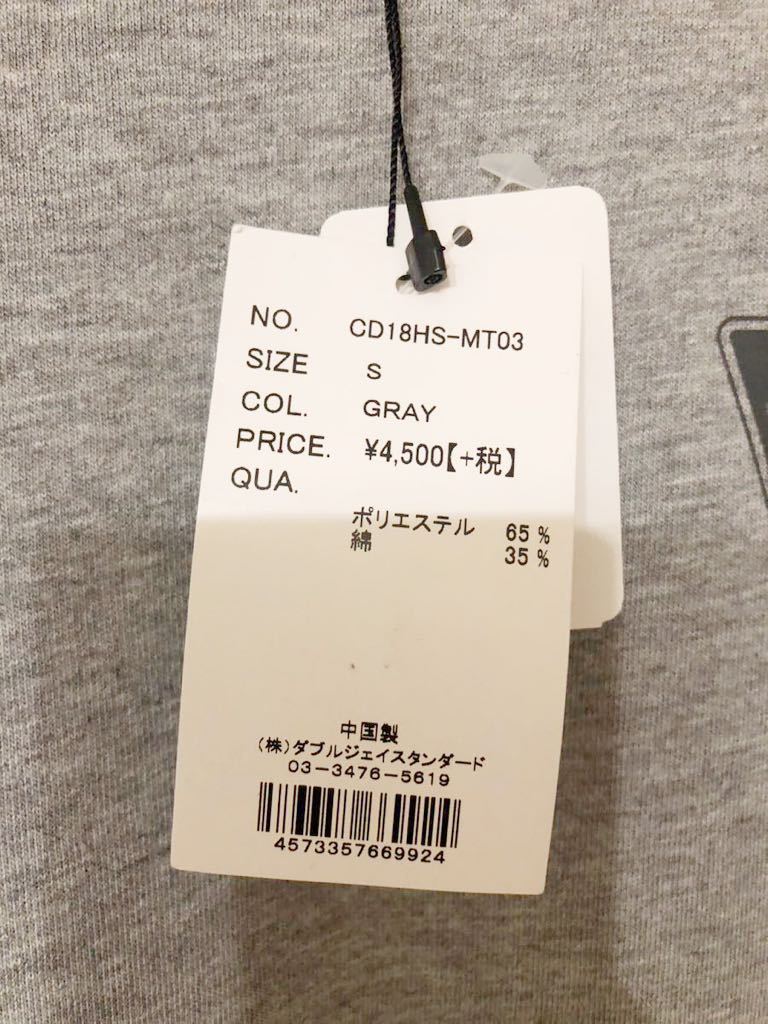 NO. CD18HS-MT03
SIZE S
COL. GRAY
PRICE. ¥4,500【+税】
QUA.
ポリエステル 65 %
綿 35 %
中国製
(株)ダブルジェイスタンダード
03-3476-5619
4573357669924